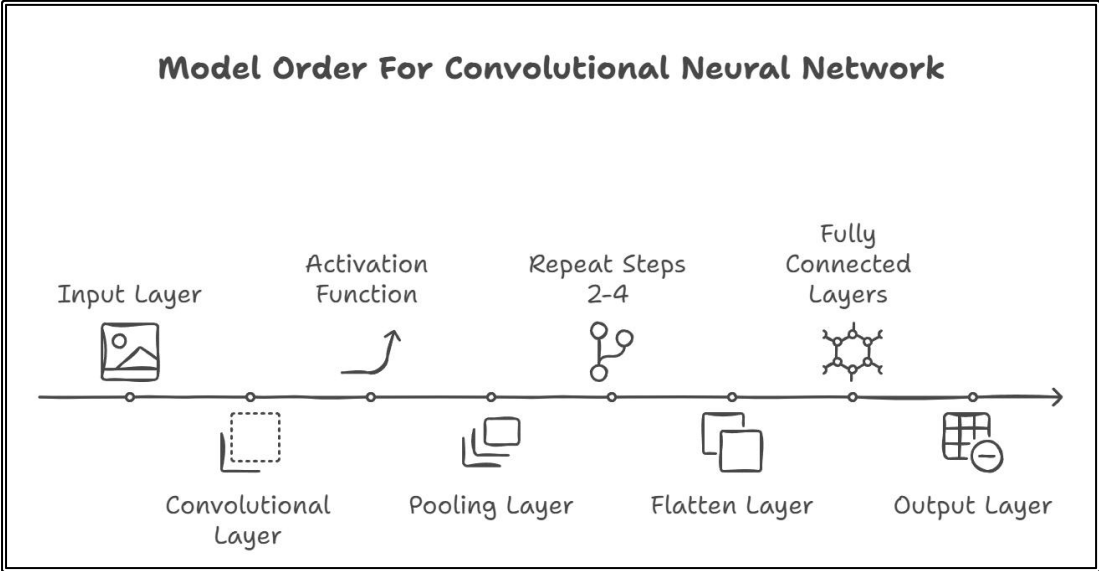 Model Order For Convolutional Neural Network
Input Layer
Convolutional
Layer
Activation
Function
Pooling Layer
Repeat Steps
2-4
Flatten Layer
Fully
Connected
Layers
Output Layer